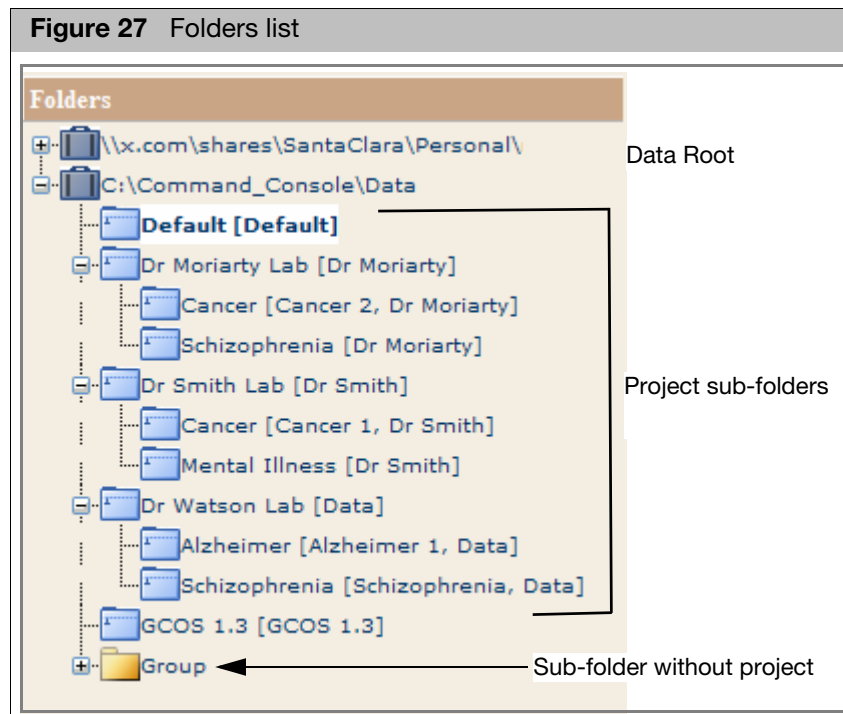 Figure 27 Folders list
Folders
\\x.com\shares\SantaClara\Personal\
Data Root
C:\Command_Console\Data
Default [Default]
Dr Moriarty Lab [Dr Moriarty]
Cancer [Cancer 2, Dr Moriarty]
Schizophrenia [Dr Moriarty]
Dr Smith Lab [Dr Smith]
Project sub-folders
Cancer [Cancer 1, Dr Smith]
Mental Illness [Dr Smith]
Dr Watson Lab [Data]
Alzheimer [Alzheimer 1, Data]
Schizophrenia [Schizophrenia, Data]
GCOS 1.3 [GCOS 1.3]
Group
Sub-folder without project